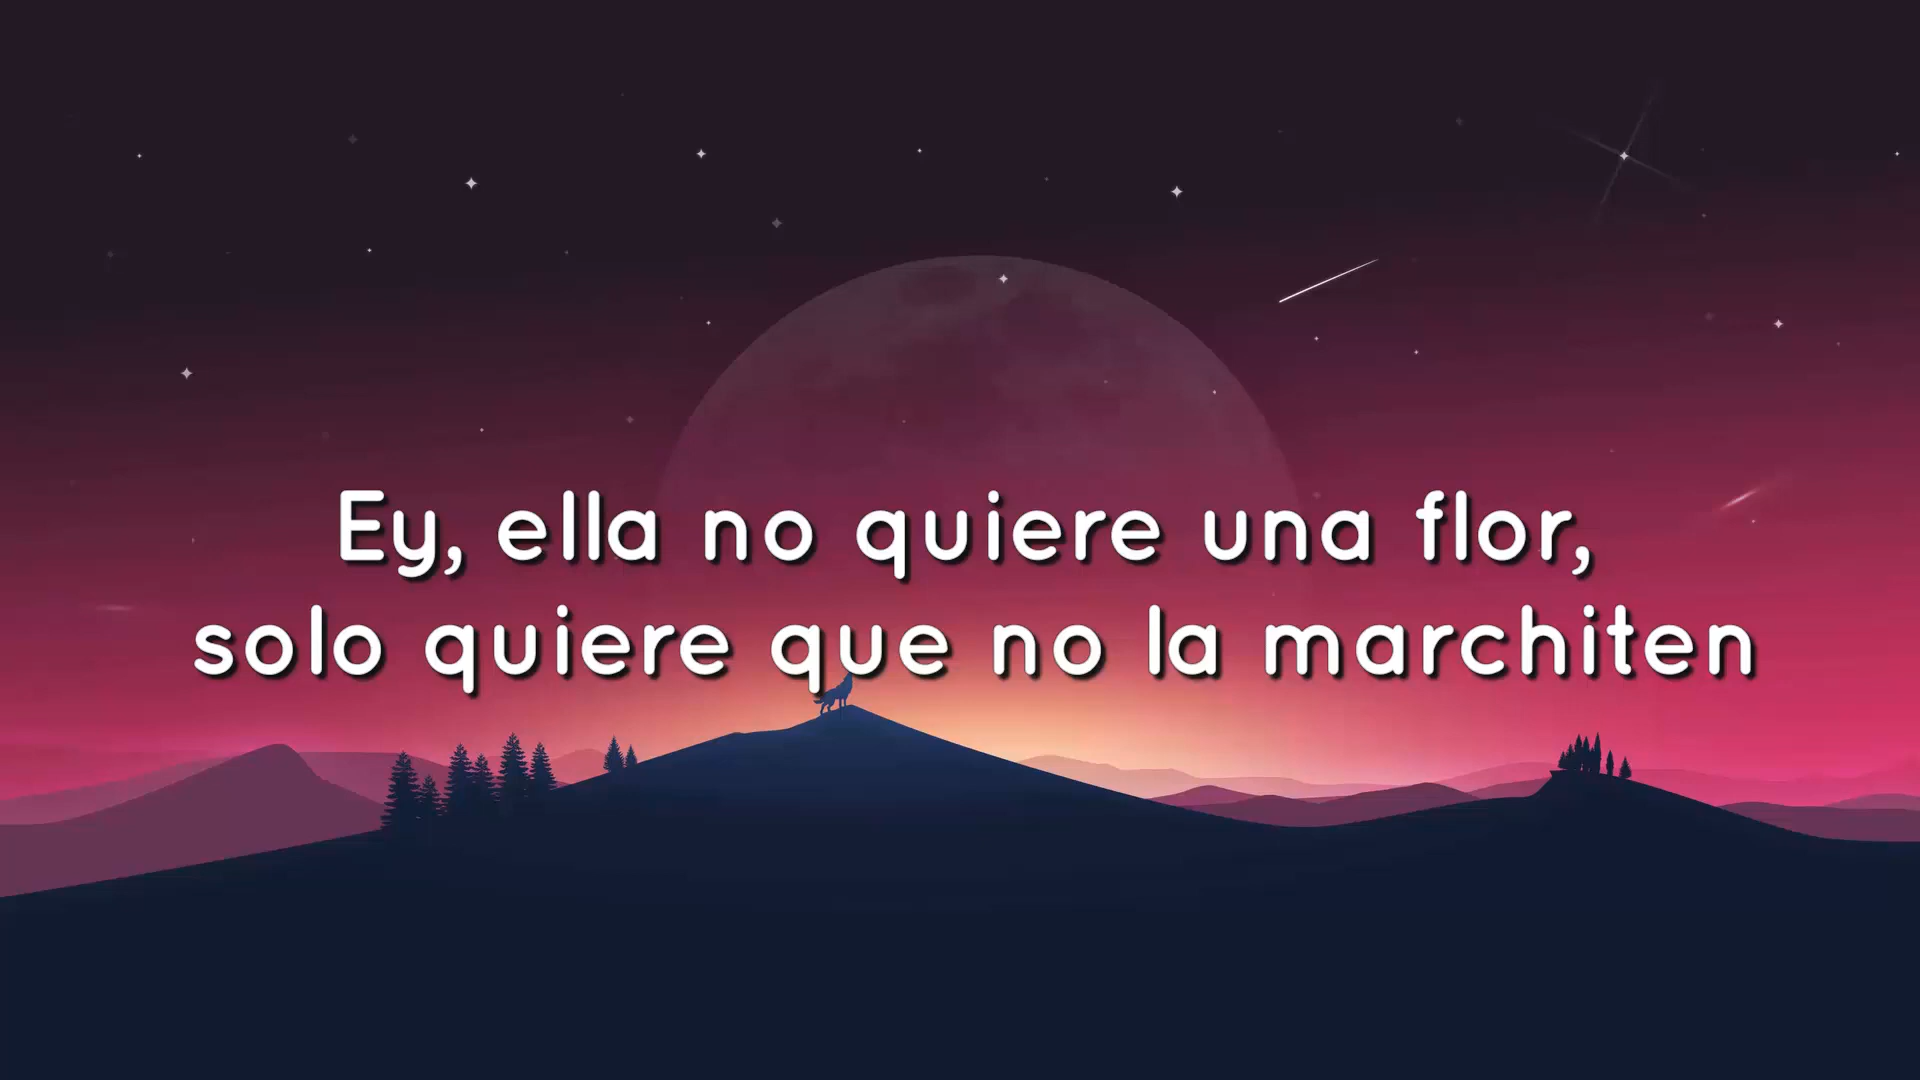 Ey, ella no quiere una flor,
solo quiere que no la marchiten